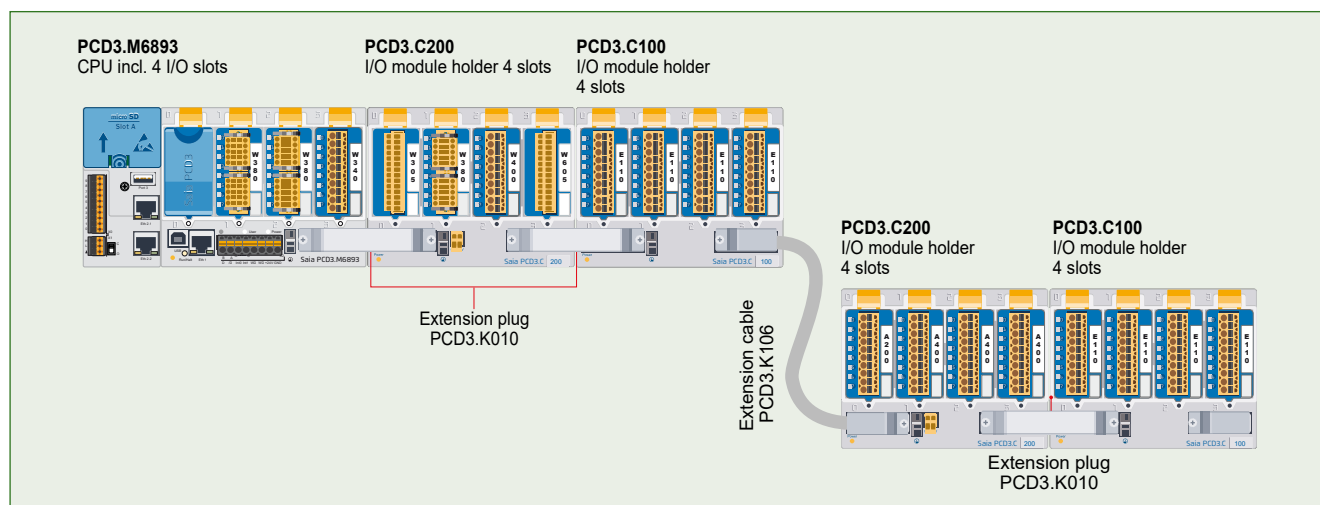 PCD3.M6893
CPU incl. 4 I/O slots
PCD3.C200
I/O module holder 4 slots
PCD3.C100
I/O module holder
4 slots
micro SD
Slot A
W380
W380
W340
W305
W380
W400
W605
E110
E110
E110
E110
Saia PCD3.M6893
Saia PCD3.C 200
Saia PCD3.C 100
Extension plug
PCD3.K010
Extension cable
PCD3.K106
PCD3.C200
I/O module holder
4 slots
PCD3.C100
I/O module holder
4 slots
A200
A400
A400
A400
E110
E110
E110
E110
Saia PCD3.C 200
Saia PCD3.C 100
Extension plug
PCD3.K010